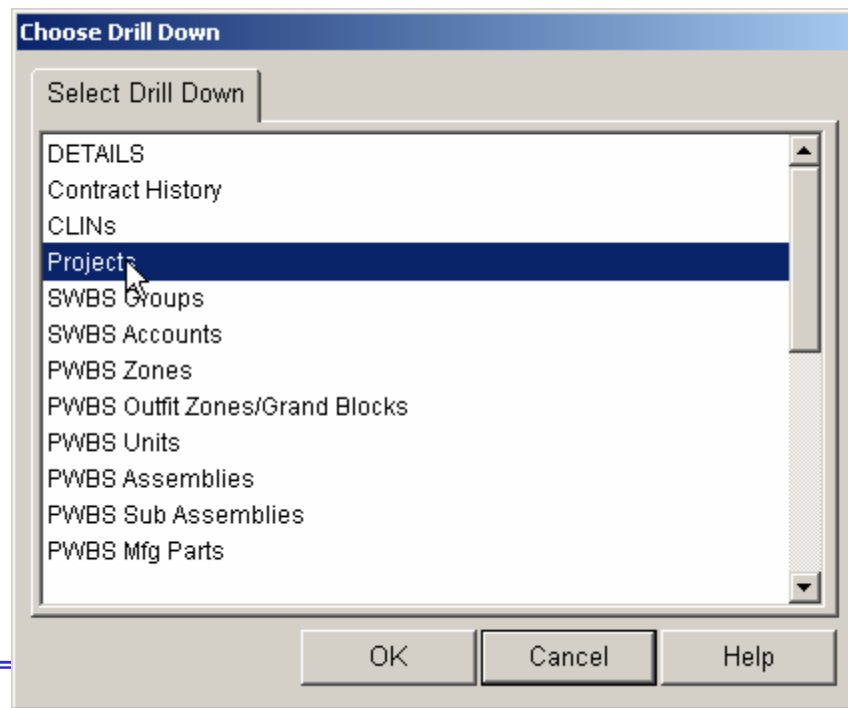 Choose Drill Down
Select Drill Down
DETAILS
Contract History
CLINs
Projects
SWBS Groups
SWBS Accounts
PWBS Zones
PWBS Outfit Zones/Grand Blocks
PWBS Units
PWBS Assemblies
PWBS Sub Assemblies
PWBS Mfg Parts
OK Cancel Help